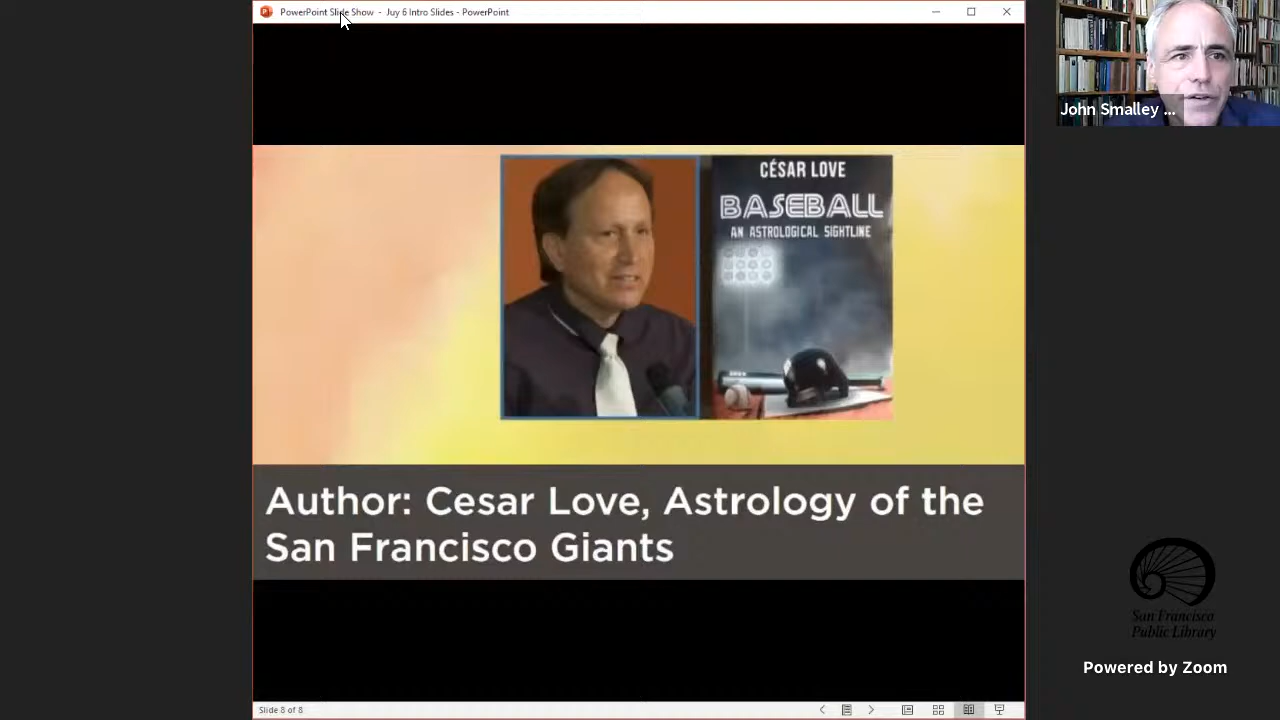 PowerPoint Slide Show - Juy 6 Intro Slides - PowerPoint
John Smalley ...
CÉSAR LOVE
BASEBALL
AN ASTROLOGICAL SIGHTLINE
Author: Cesar Love, Astrology of the
San Francisco Giants
San Francisco
Public Library
Powered by Zoom
Slide 8 of 8